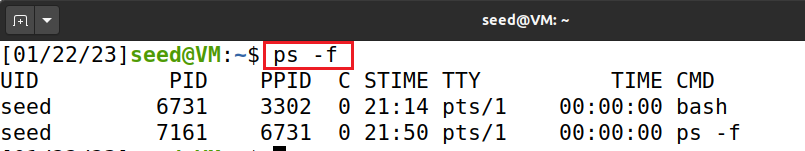 seed@VM: ~
[01/22/23]seed@VM:~$ ps -f
UID          PID    PPID  C STIME TTY          TIME CMD
seed        6731    3302  0 21:14 pts/1    00:00:00 bash
seed        7161    6731  0 21:50 pts/1    00:00:00 ps -f